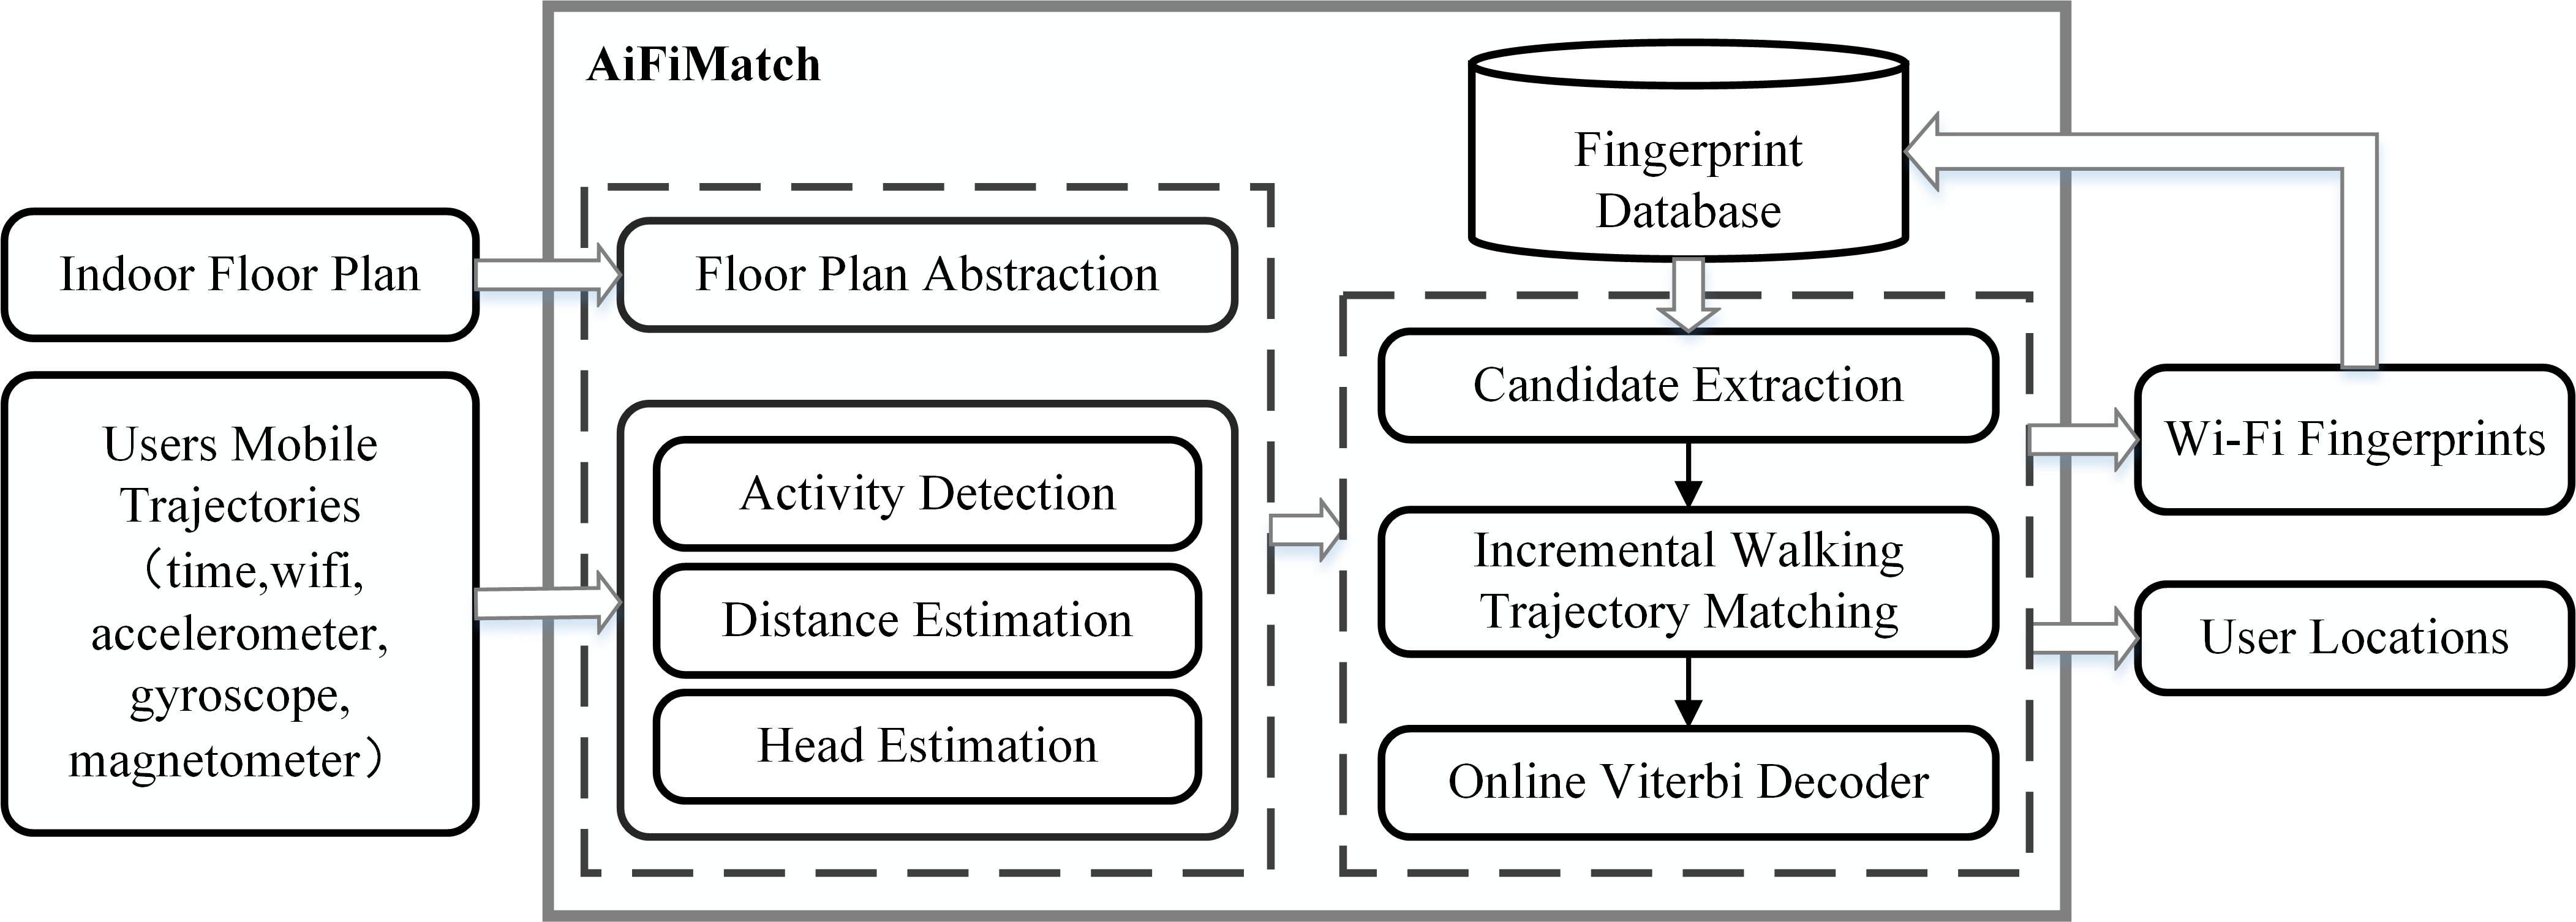 AiFiMatch
Indoor Floor Plan
Users Mobile
Trajectories
（time,wifi,
accelerometer,
gyroscope,
magnetometer）
Floor Plan Abstraction
Activity Detection
Distance Estimation
Head Estimation
Fingerprint
Database
Candidate Extraction
Incremental Walking
Trajectory Matching
Online Viterbi Decoder
Wi-Fi Fingerprints
User Locations